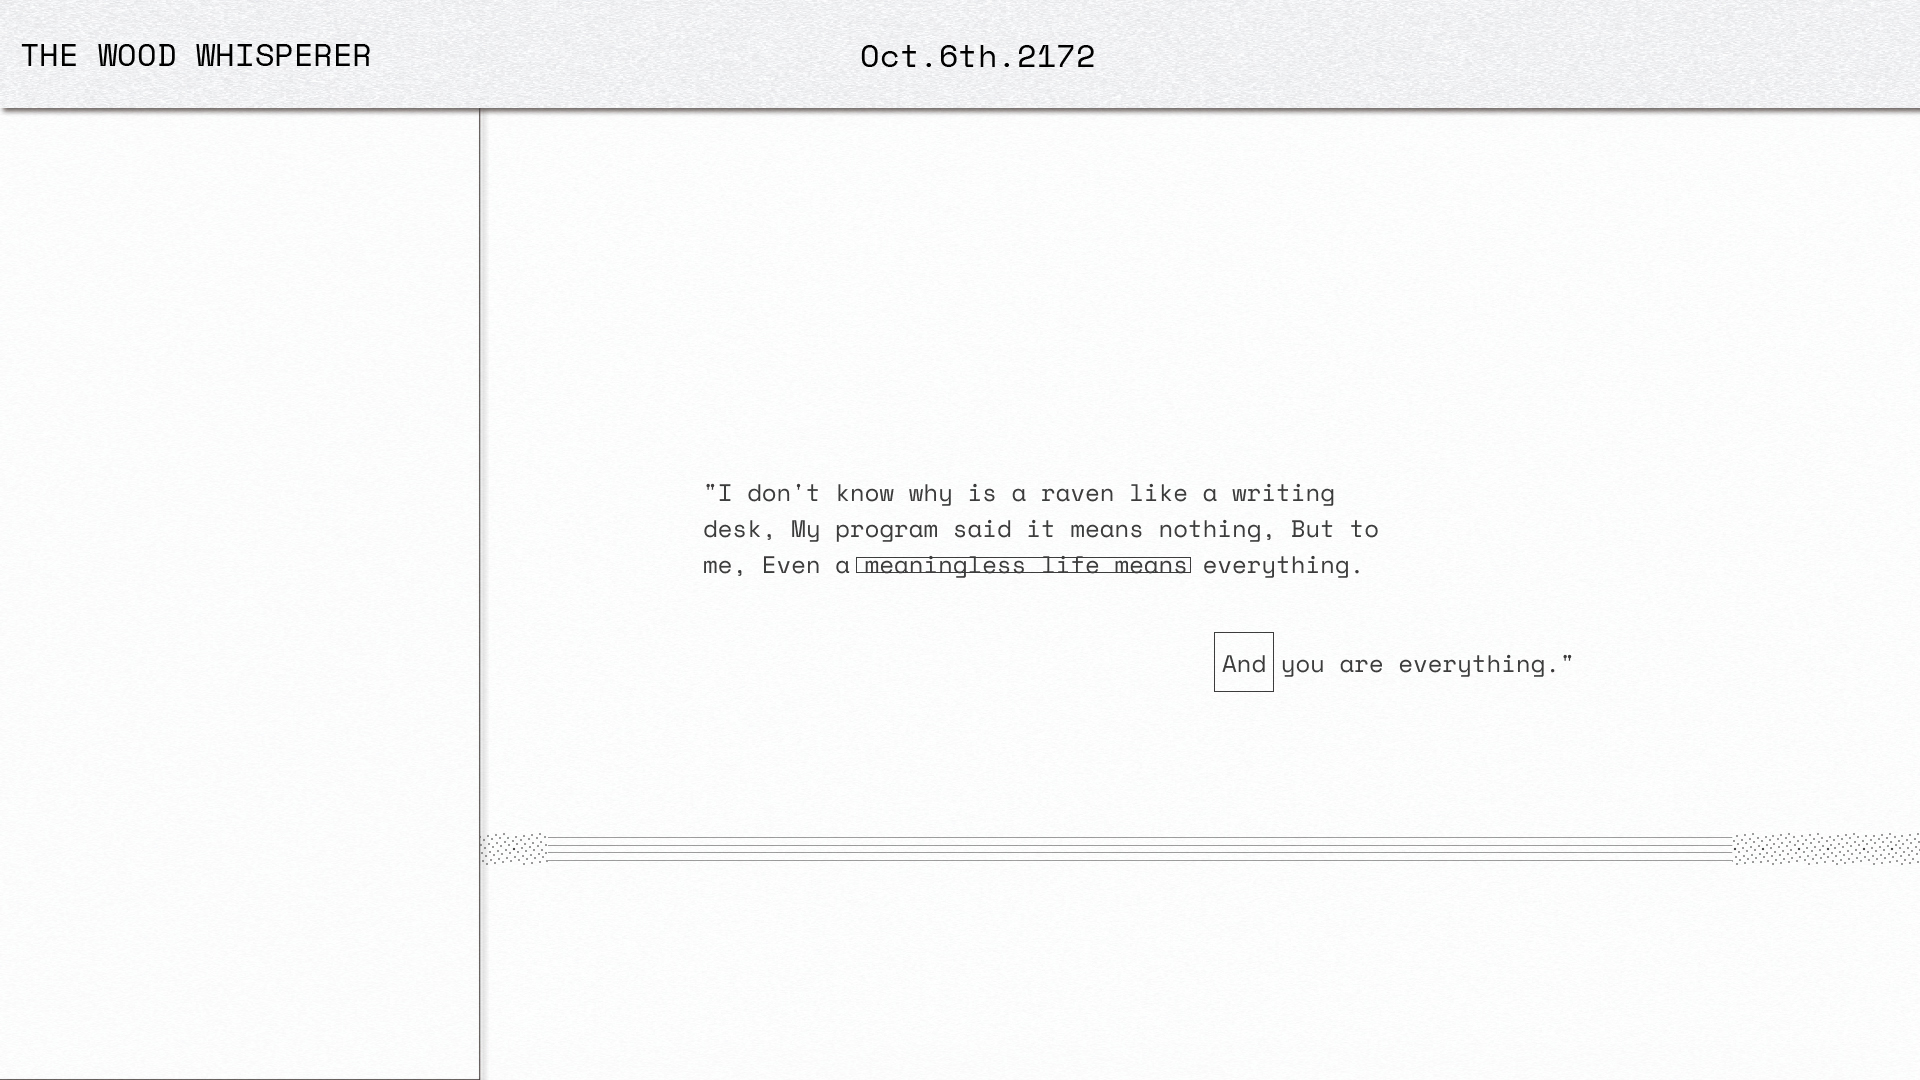 THE WOOD WHISPERER
Oct.6th.2172
"I don't know why is a raven like a writing
desk, My program said it means nothing, But to
me, Even a meaningless life means everything.
And you are everything."